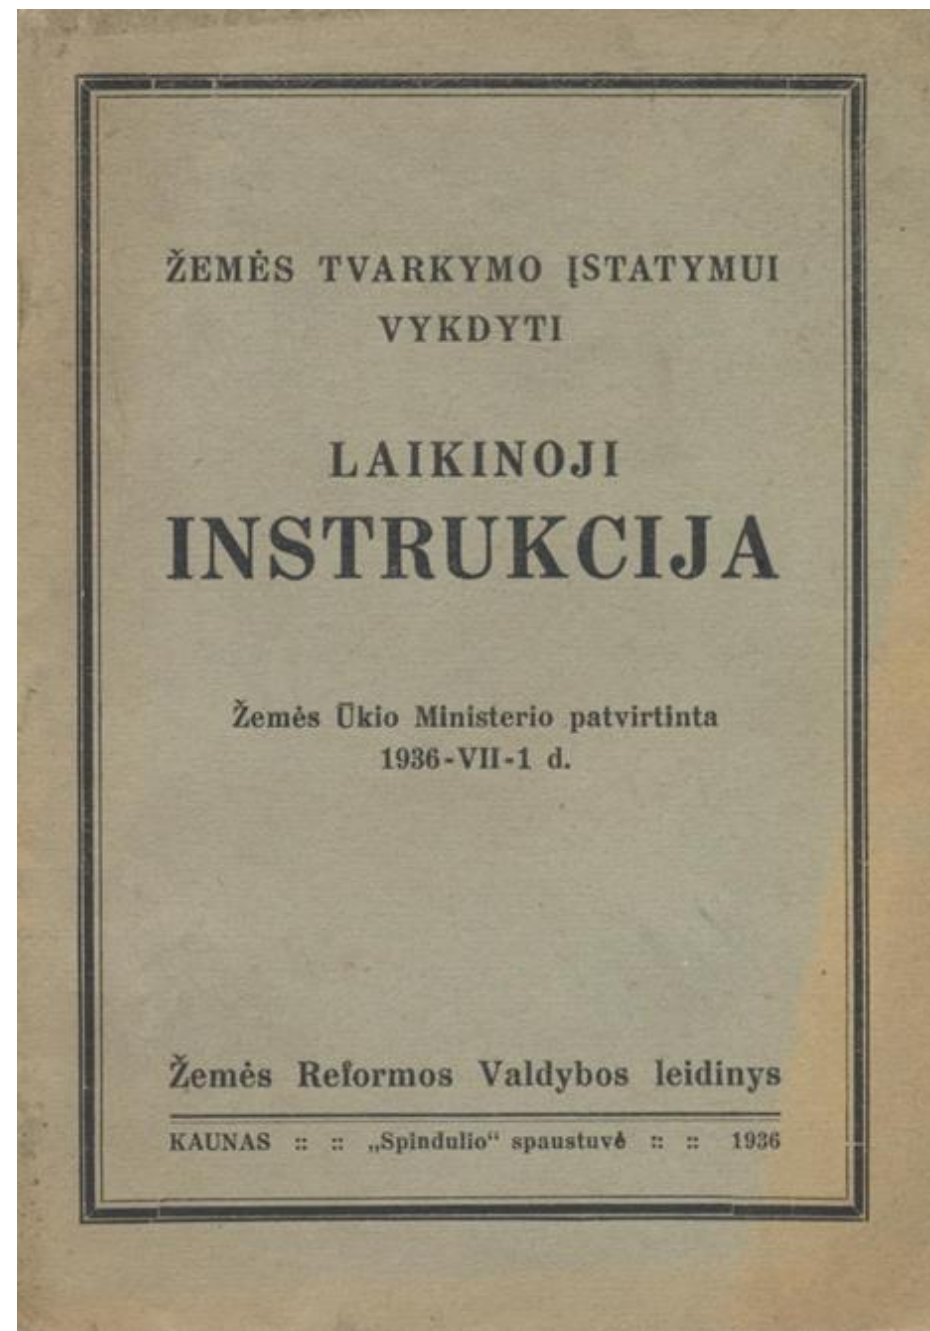 ŽEMĖS TVARKYMO ĮSTATYMUI
VYKDYTI
LAIKINOJI
INSTRUKCIJA
Žemės Ūkio Ministerio patvirtinta
1936-VII-1 d.
Žemės Reformos Valdybos leidinys
KAUNAS :: :: „Spindulio“ spaustuvė :: :: 1936